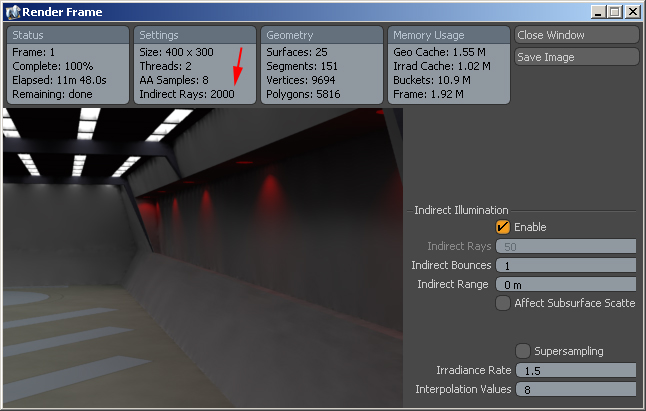 Render Frame
Status
Frame: 1
Complete: 100%
Elapsed: 11m 48.0s
Remaining: done
Settings
Size: 400 x 300
Threads: 2
AA Samples: 8
Indirect Rays: 2000
Geometry
Surfaces: 25
Segments: 151
Vertices: 9694
Polygons: 5816
Memory Usage
Geo Cache: 1.55 M
Irrad Cache: 1.02 M
Buckets: 10.9 M
Frame: 1.92 M
Close Window
Save Image
Indirect Illumination
Enable
Indirect Rays 50
Indirect Bounces 1
Indirect Range 0 m
Affect Subsurface Scatte
Supersampling
Irradiance Rate 1.5
Interpolation Values 8